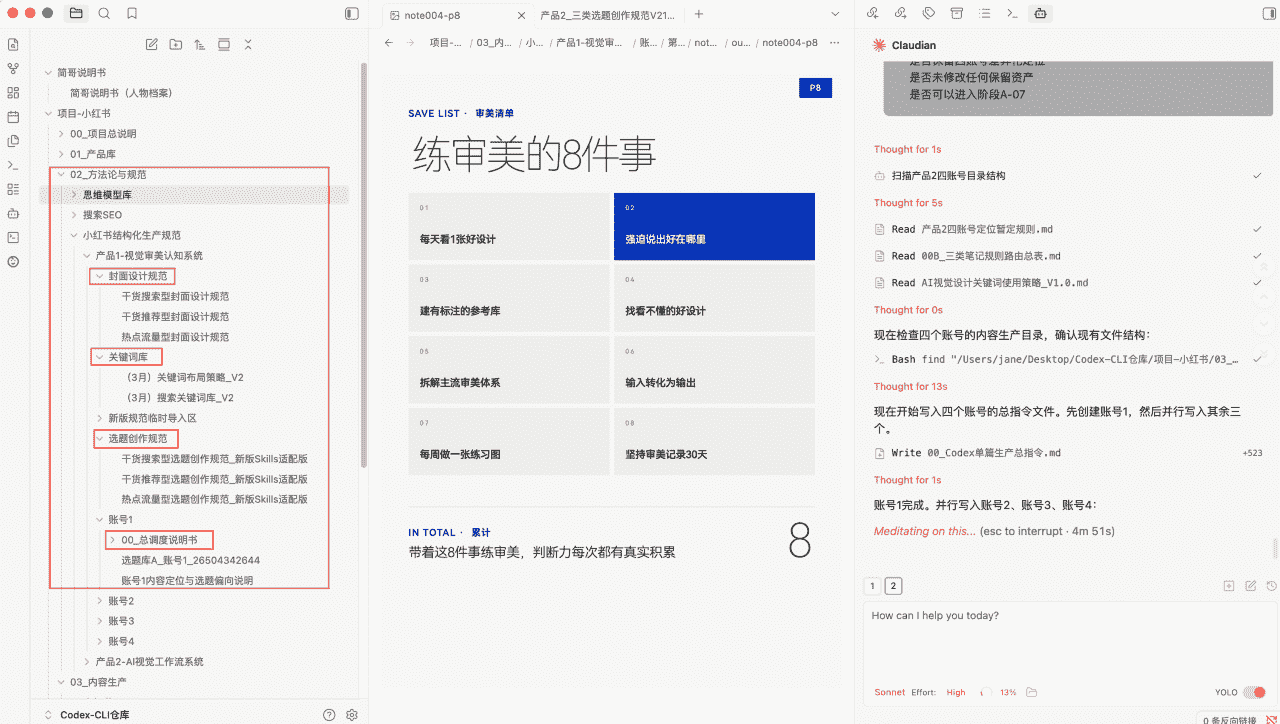 简哥说明书
简哥说明书（人物档案）
项目-小红书
00_项目总说明
01_产品库
02_方法论与规范
思维模型库
搜索SEO
小红书结构化生产规范
产品1-视觉审美认知系统
封面设计规范
干货搜索型封面设计规范
干货推荐型封面设计规范
热点流量型封面设计规范
关键词库
（3月）关键词布局策略_V2
（3月）搜索关键词库_V2
新版规范临时导入区
选题创作规范
干货搜索型选题创作规范_新版Skills适配版
干货推荐型选题创作规范_新版Skills适配版
热点流量型选题创作规范_新版Skills适配版
账号1
00_总调度说明书
选题库A_账号1_26504342644
账号1内容定位与选题偏向说明
账号2
账号3
账号4
产品2-AI视觉工作流系统
03_内容生产
Codex-CLI仓库
note004-p8
产品2_三类选题创作规范V21...
项目-... / 03_内... / 小... / 产品1-视觉审... / 账... / 第... / not... / ou... / note004-p8
P8
SAVE LIST · 审美清单
练审美的8件事
01
每天看1张好设计
02
强迫说出好在哪里
03
建有标注的参考库
04
找看不懂的好设计
05
拆解主流审美体系
06
输入转化为输出
07
每周做一张练习图
08
坚持审美记录30天
IN TOTAL · 累计
带着这8件事练审美，判断力每次都有真实积累
8
Claudian
是否保留四账号差异化定位
是否未修改任何保留资产
是否可以进入阶段A-07
Thought for 1s
扫描产品2四账号目录结构
Thought for 5s
Read 产品2四账号定位暂定规则.md
Read 00B_三类笔记规则路由总表.md
Read AI视觉设计关键词使用策略_V1.0.md
Thought for 0s
现在检查四个账号的内容生产目录，确认现有文件结构：
Bash find "/Users/jane/Desktop/Codex-CLI仓库/项目-小红书/03_…
Thought for 13s
现在开始写入四个账号的总指令文件。先创建账号1，然后并行写入其余三
个。
Write 00_Codex单篇生产总指令.md +523
Thought for 1s
账号1完成。并行写入账号2、账号3、账号4：
Meditating on this... (esc to interrupt · 4m 51s)
1 2
How can I help you today?
Sonnet Effort: High 13% YOLO
0 条反向链接